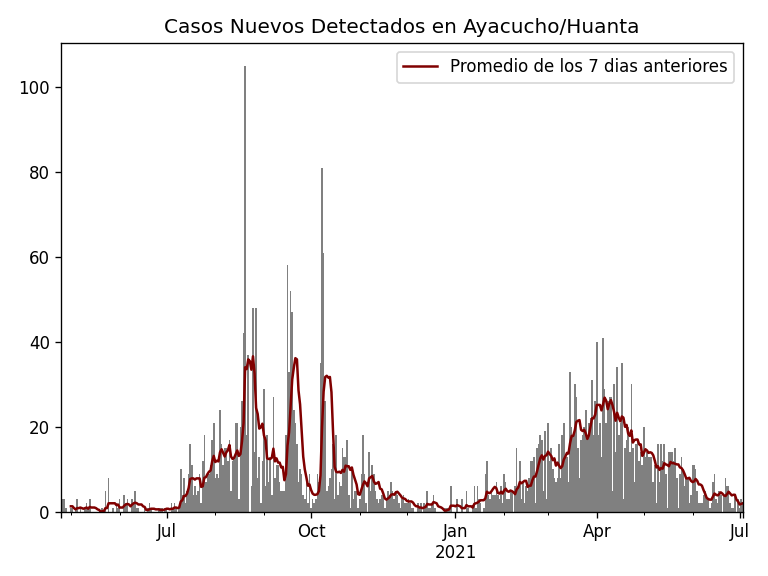 Casos Nuevos Detectados en Ayacucho/Huanta
Promedio de los 7 dias anteriores
100
80
60
40
20
0
Jul
Oct
Jan
2021
Apr
Jul